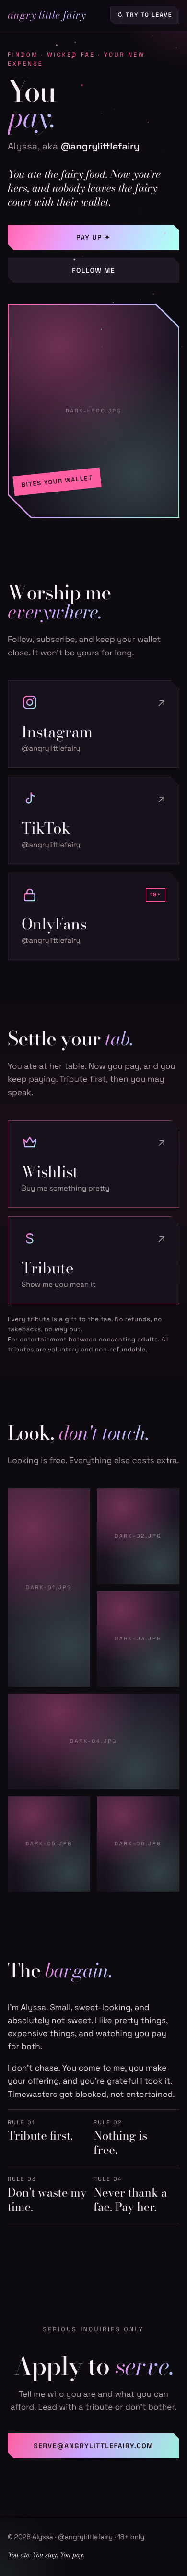 angry little fairy
↻ TRY TO LEAVE
FINDOM · WICKED FAE · YOUR NEW
EXPENSE
You
pay.
Alyssa, aka @angrylittlefairy
You ate the fairy food. Now you're
hers, and nobody leaves the fairy
court with their wallet.
PAY UP ✦
FOLLOW ME
DARK-HERO.JPG
BITES YOUR WALLET
Worship me
everywhere.
Follow, subscribe, and keep your wallet
close. It won't be yours for long.
Instagram
@angrylittlefairy
TikTok
@angrylittlefairy
18+
OnlyFans
@angrylittlefairy
Settle your tab.
You ate at her table. Now you pay, and you
keep paying. Tribute first, then you may
speak.
Wishlist
Buy me something pretty
Tribute
Show me you mean it
Every tribute is a gift to the fae. No refunds, no
takebacks, no way out.
For entertainment between consenting adults. All
tributes are voluntary and non-refundable.
Look, don't touch.
Looking is free. Everything else costs extra.
DARK-01.JPG
DARK-02.JPG
DARK-03.JPG
DARK-04.JPG
DARK-05.JPG
DARK-06.JPG
The bargain.
I'm Alyssa. Small, sweet-looking, and
absolutely not sweet. I like pretty things,
expensive things, and watching you pay
for both.
I don't chase. You come to me, you make
your offering, and you're grateful I took it.
Timewasters get blocked, not entertained.
RULE 01
Tribute first.
RULE 02
Nothing is
free.
RULE 03
Don't waste my
time.
RULE 04
Never thank a
fae. Pay her.
SERIOUS INQUIRIES ONLY
Apply to serve.
Tell me who you are and what you can
afford. Lead with a tribute or don't bother.
SERVE@ANGRYLITTLEFAIRY.COM
© 2026 Alyssa · @angrylittlefairy · 18+ only
You ate. You stay. You pay.